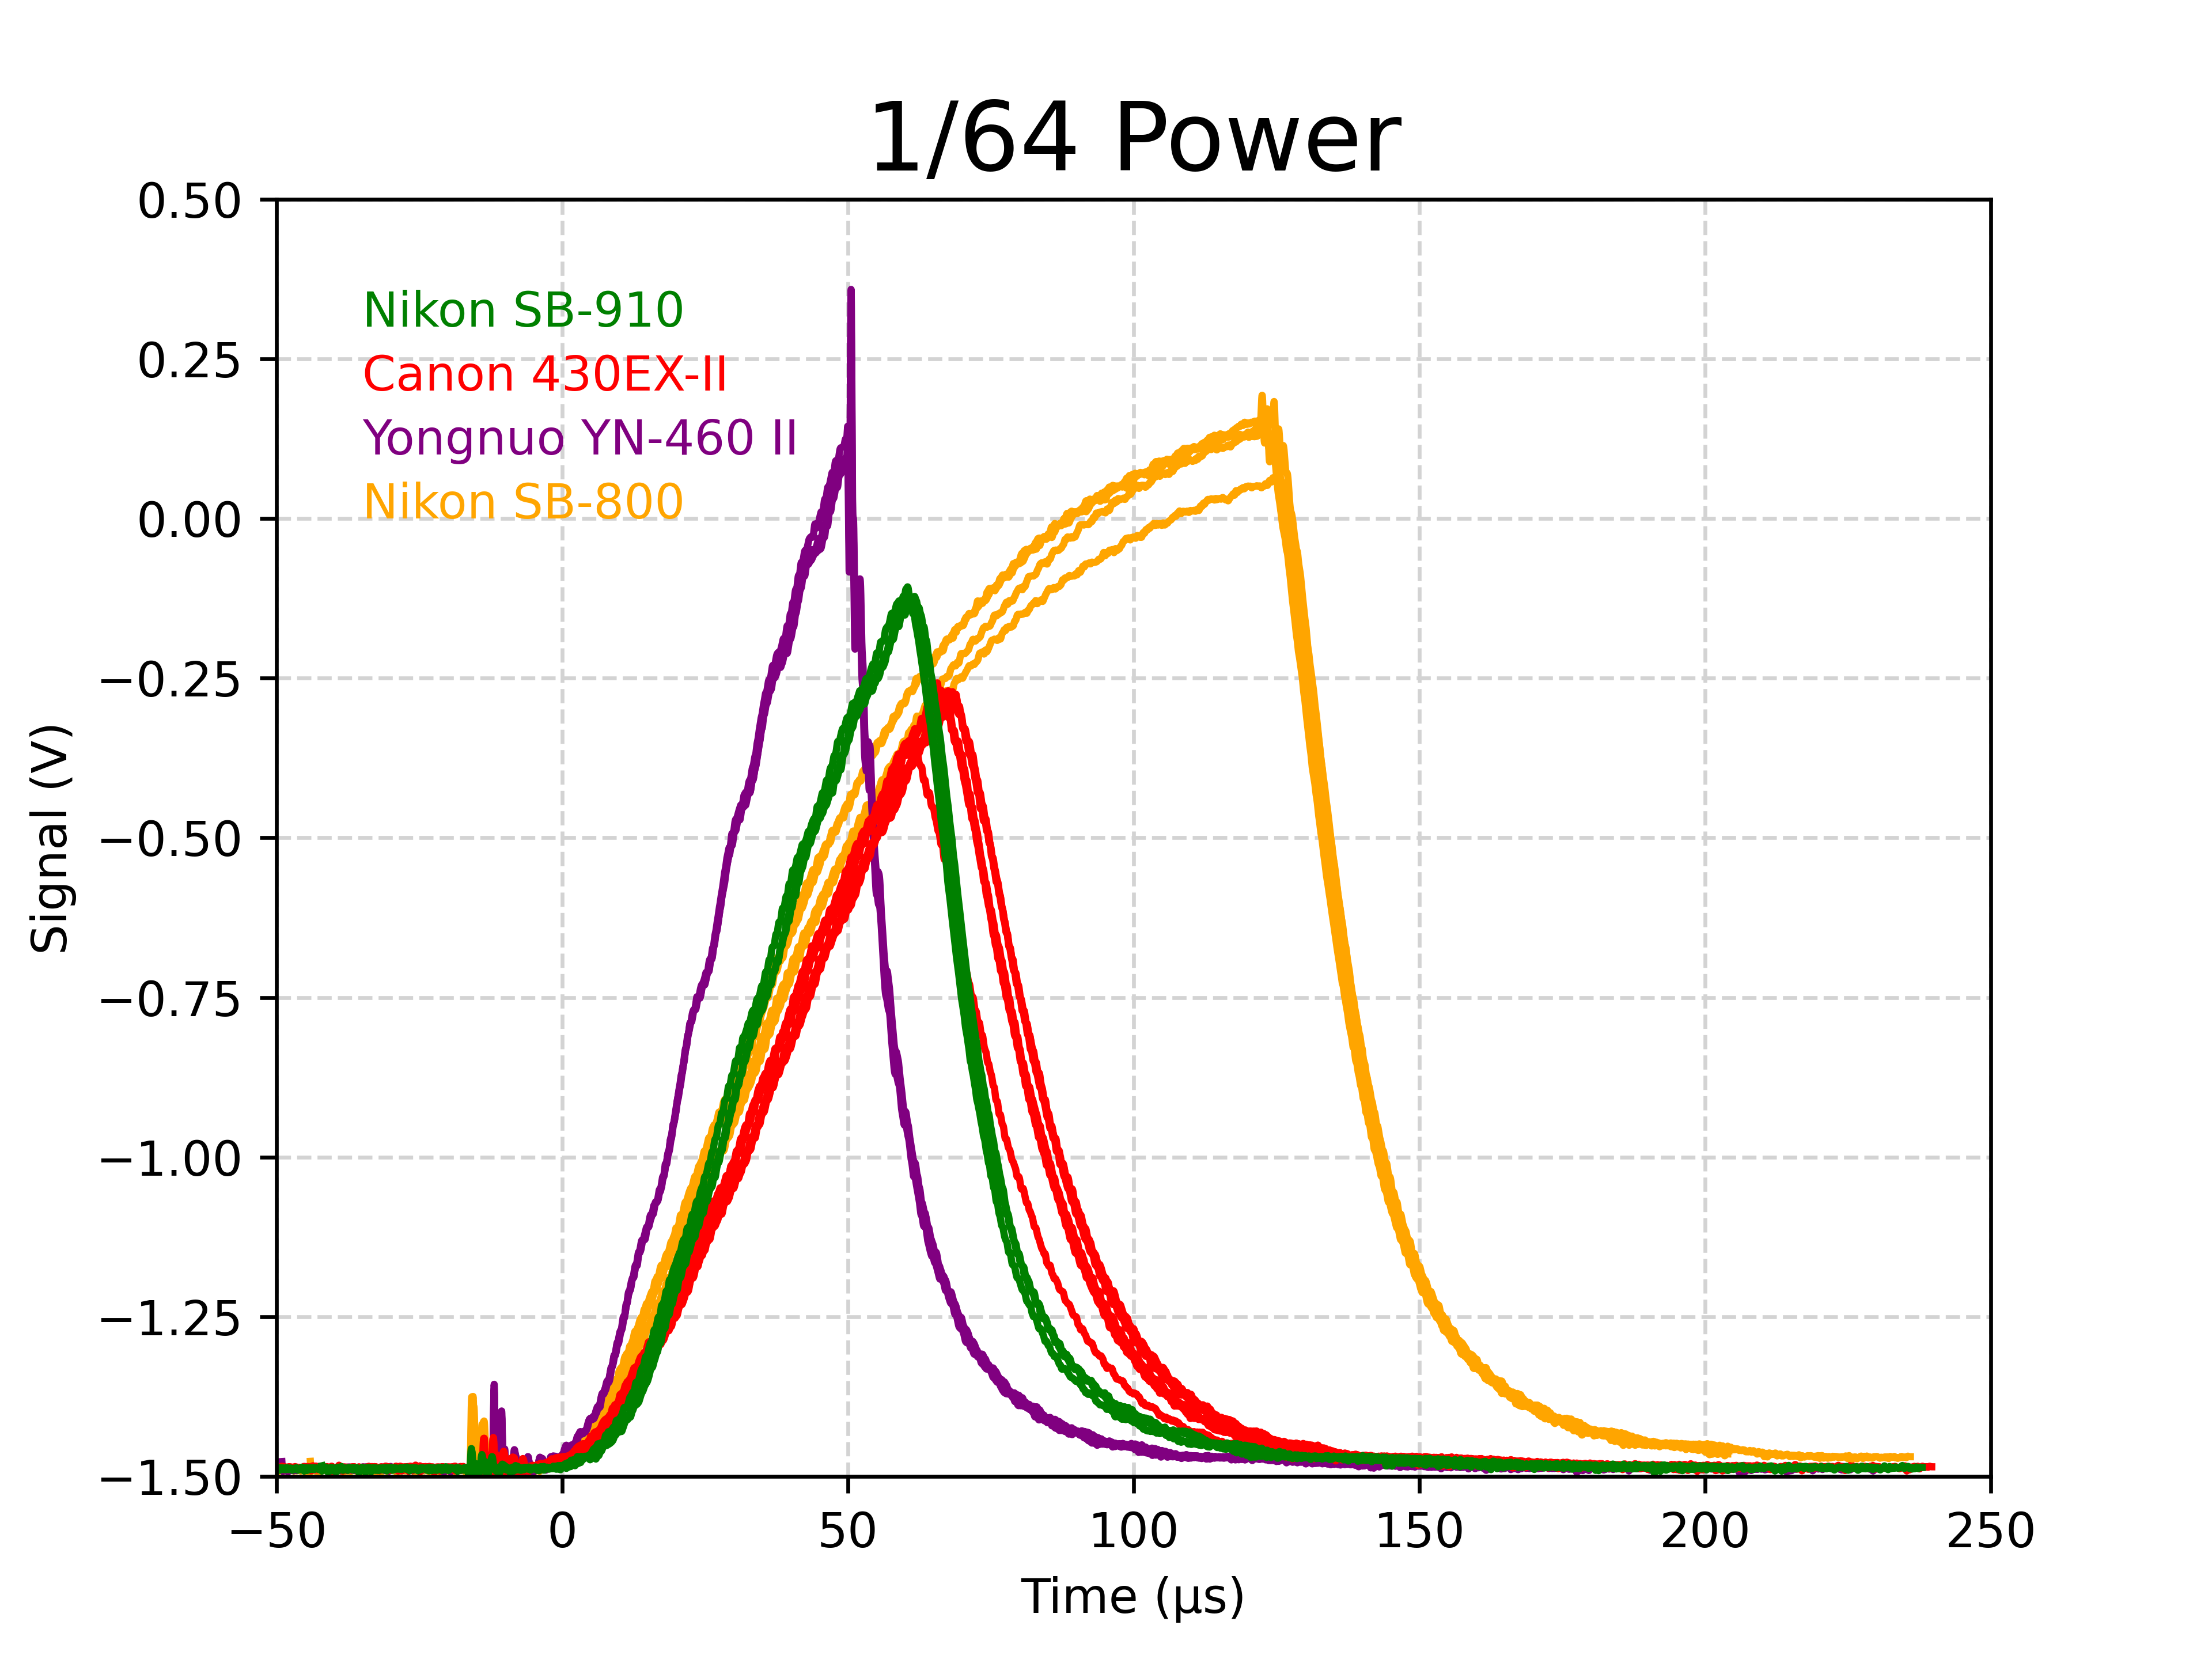 1/64 Power
0.50
0.25
0.00
−0.25
−0.50
−0.75
−1.00
−1.25
−1.50
Signal (V)
Nikon SB-910
Canon 430EX-II
Yongnuo YN-460 II
Nikon SB-800
−50 0 50 100 150 200 250
Time (µs)